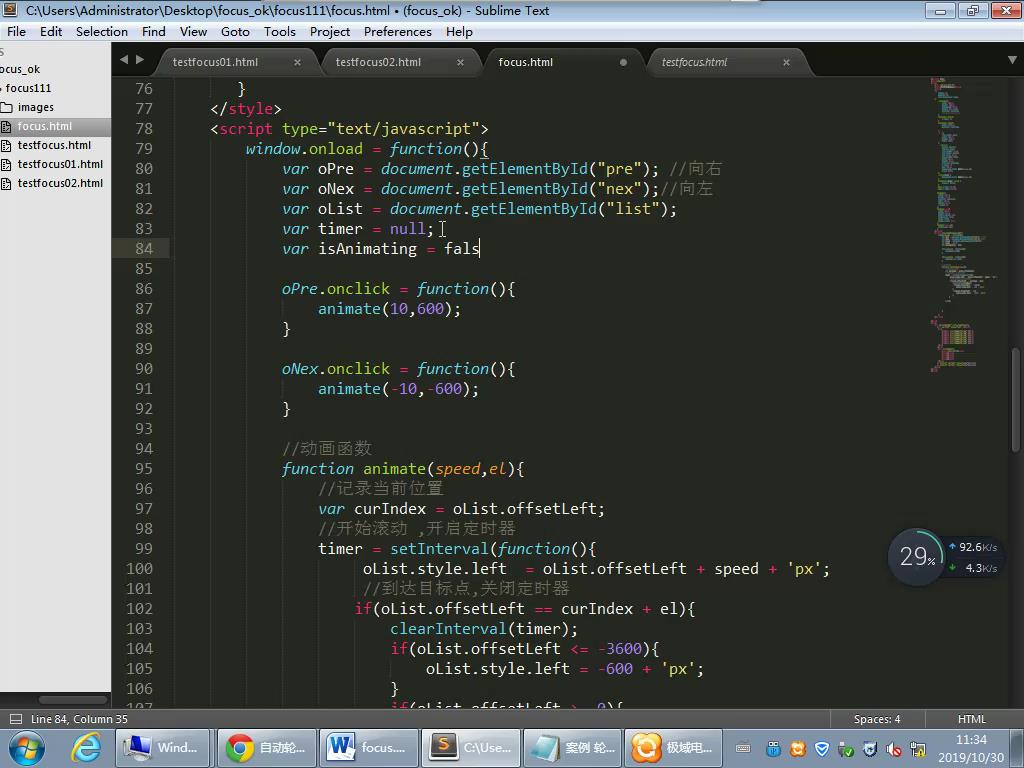 C:\Users\Administrator\Desktop\focus_ok\focus111\focus.html • (focus_ok) - Sublime Text
File Edit Selection Find View Goto Tools Project Preferences Help
S
ocus_ok
focus111
images
focus.html
testfocus.html
testfocus01.html
testfocus02.html
testfocus01.html × testfocus02.html × focus.html testfocus.html ×
76 }
77 </style>
78 <script type="text/javascript">
79 window.onload = function(){
80 var oPre = document.getElementById("pre"); //向右
81 var oNex = document.getElementById("nex");//向左
82 var oList = document.getElementById("list");
83 var timer = null;
84 var isAnimating = fals
85
86 oPre.onclick = function(){
87 animate(10,600);
88 }
89
90 oNex.onclick = function(){
91 animate(-10,-600);
92 }
93
94 //动画函数
95 function animate(speed,el){
96 //记录当前位置
97 var curIndex = oList.offsetLeft;
98 //开始滚动 ,开启定时器
99 timer = setInterval(function(){
100 oList.style.left  = oList.offsetLeft + speed + 'px';
101 //到达目标点,关闭定时器
102 if(oList.offsetLeft == curIndex + el){
103 clearInterval(timer);
104 if(oList.offsetLeft <= -3600){
105 oList.style.left = -600 + 'px';
106 }
107 if(oList.offsetLeft > 0){
29% 92.6K/s
4.3K/s
Line 84, Column 35 Spaces: 4 HTML
Wind... 自动轮... focus.... C:\Use... 案例 轮... 极域电...
11:34
2019/10/30